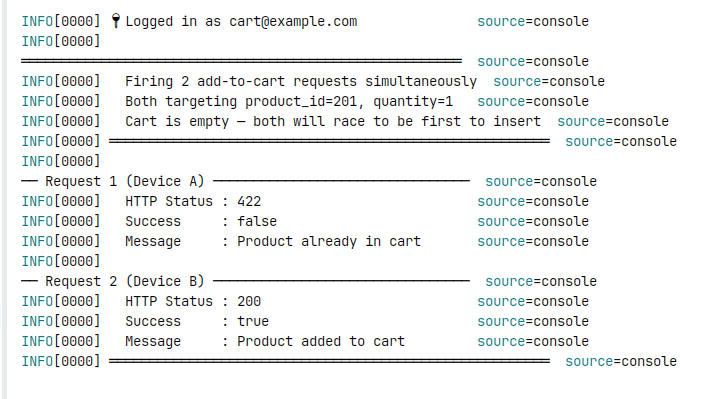 INFO[0000] 🔑 Logged in as cart@example.com source=console
INFO[0000]
════════════════════════════════════════════════════════ source=console
INFO[0000]   Firing 2 add-to-cart requests simultaneously  source=console
INFO[0000]   Both targeting product_id=201, quantity=1   source=console
INFO[0000]   Cart is empty — both will race to be first to insert  source=console
INFO[0000] ════════════════════════════════════════════════════════  source=console
INFO[0000]
── Request 1 (Device A) ────────────────────────────────  source=console
INFO[0000]   HTTP Status : 422                           source=console
INFO[0000]   Success     : false                         source=console
INFO[0000]   Message     : Product already in cart       source=console
INFO[0000]
── Request 2 (Device B) ────────────────────────────────  source=console
INFO[0000]   HTTP Status : 200                           source=console
INFO[0000]   Success     : true                          source=console
INFO[0000]   Message     : Product added to cart         source=console
INFO[0000] ════════════════════════════════════════════════════════  source=console